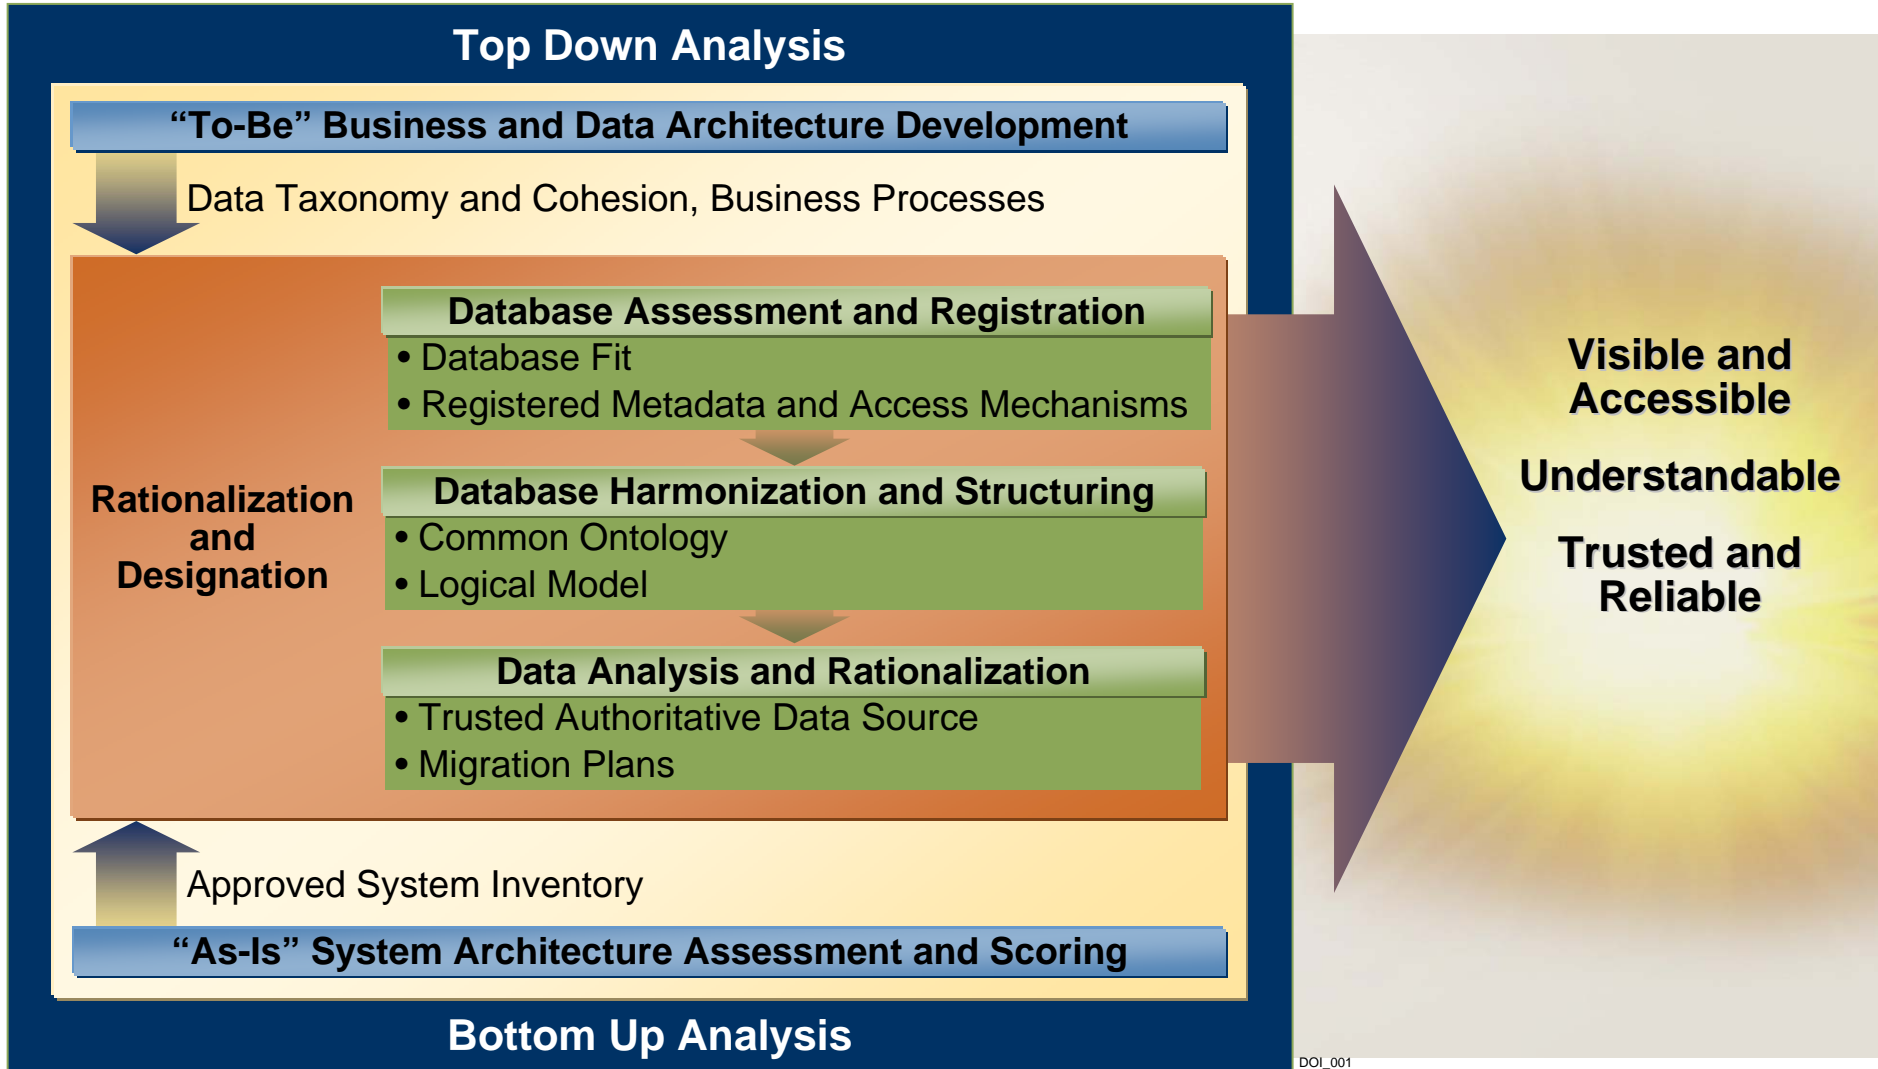 Top Down Analysis
“To-Be” Business and Data Architecture Development
Data Taxonomy and Cohesion, Business Processes
Rationalization
and
Designation
Database Assessment and Registration
• Database Fit
• Registered Metadata and Access Mechanisms
Database Harmonization and Structuring
• Common Ontology
• Logical Model
Data Analysis and Rationalization
• Trusted Authoritative Data Source
• Migration Plans
Approved System Inventory
“As-Is” System Architecture Assessment and Scoring
Bottom Up Analysis
Visible and
Accessible
Understandable
Trusted and
Reliable
DOI_001